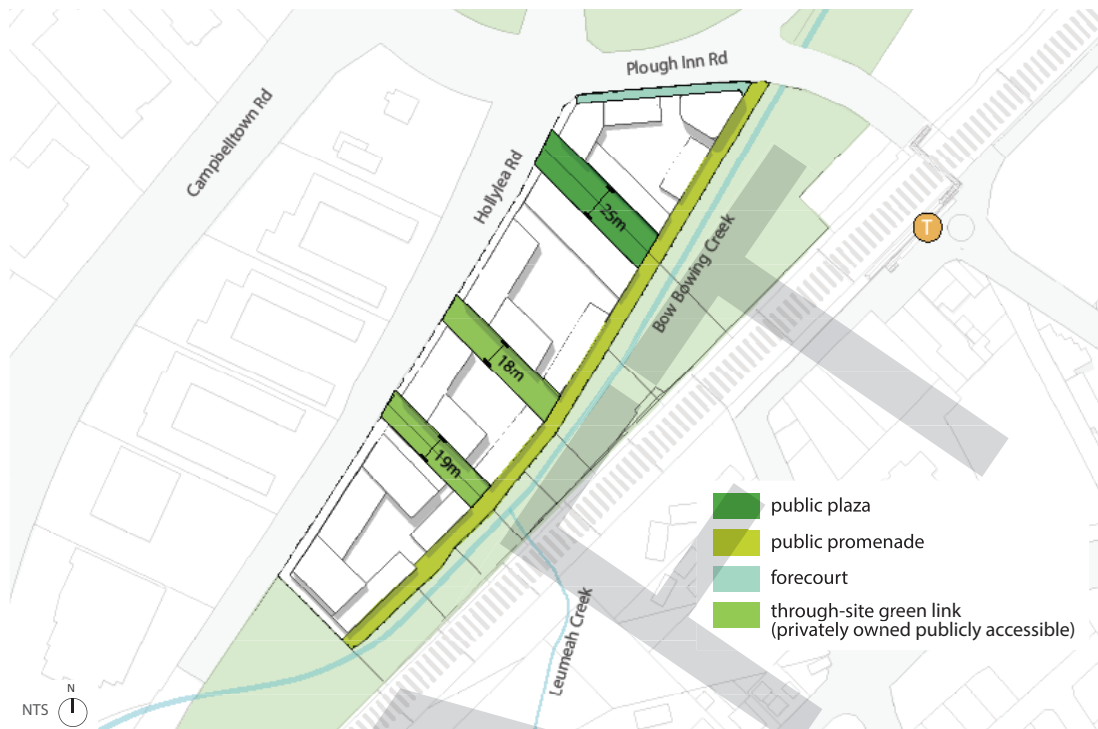 Plough Inn Rd
Campbelltown Rd
Hollylea Rd
25m
T
Bow Bowing Creek
18m
19m
public plaza
public promenade
forecourt
through-site green link
(privately owned publicly accessible)
Leumeah Creek
N
NTS